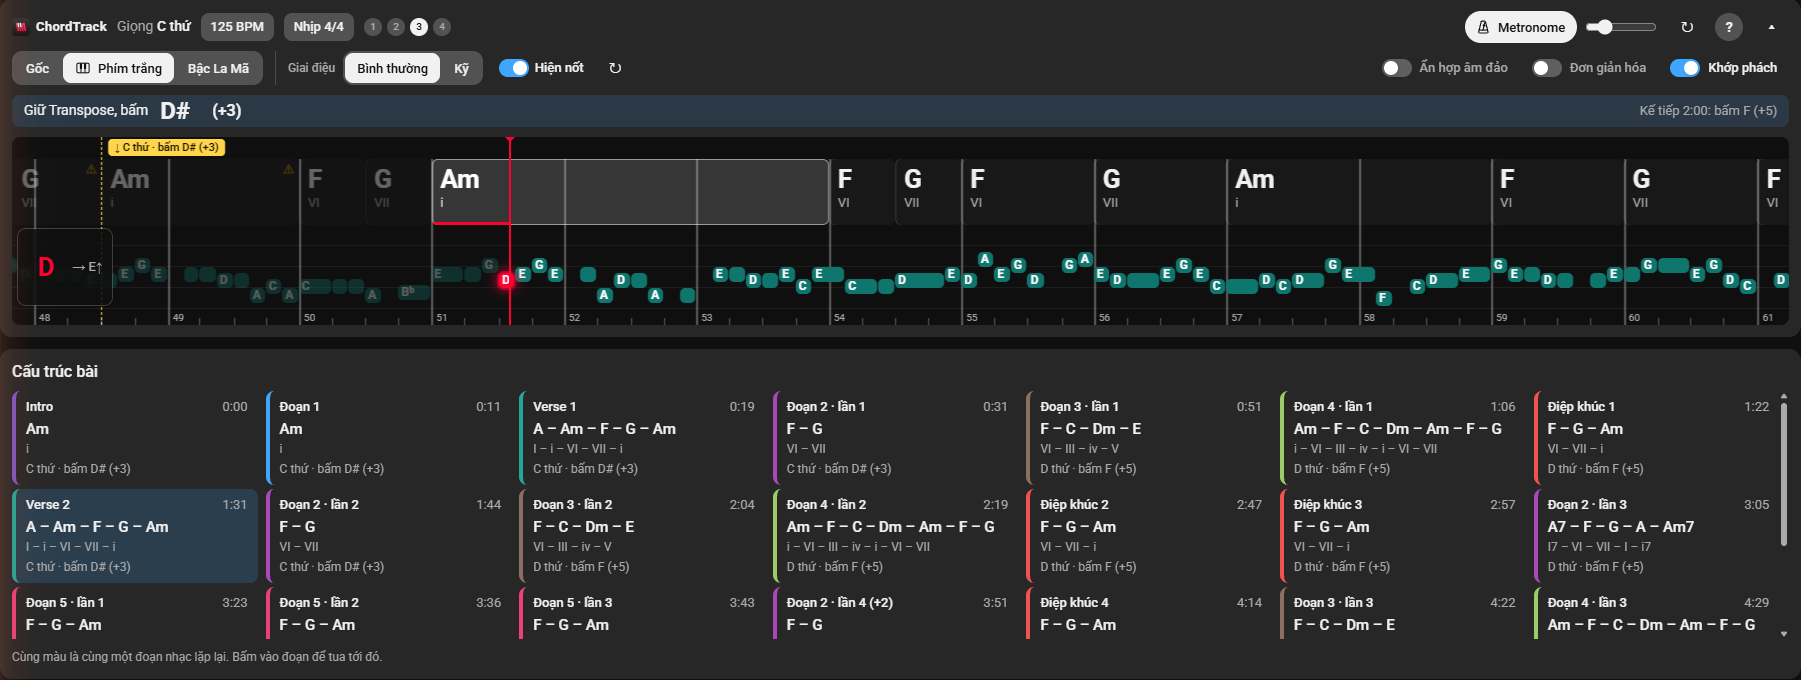 ChordTrack Giọng C thứ 125 BPM Nhịp 4/4 1 2 3 4 Metronome ↻ ?
Gốc Phím trắng Bậc La Mã Giai điệu Bình thường Kỹ Hiện nốt ↻ Ẩn hợp âm đảo Đơn giản hóa Khớp phách
Giữ Transpose, bấm D# (+3) Kế tiếp 2:00: bấm F (+5)
↓ C thứ · bấm D# (+3)
G Am F G Am F G F G Am F G F
VII i VI VII i VI VII VI VII i VI VII VI
D →E↑
E G E D A C A C A B♭ E G D E G E A D A E D E C E C D E D A E G D G A E D E G E C D C D G E F C D E G E D E G E G D C D
48 49 50 51 52 53 54 55 56 57 58 59 60 61
Cấu trúc bài
Intro 0:00 Đoạn 1 0:11 Verse 1 0:19 Đoạn 2 · lần 1 0:31 Đoạn 3 · lần 1 0:51 Đoạn 4 · lần 1 1:06 Điệp khúc 1 1:22
Am Am A – Am – F – G – Am F – G F – C – Dm – E Am – F – C – Dm – Am – F – G F – G – Am
i i I – i – VI – VII – i VI – VII VI – III – iv – V i – VI – III – iv – i – VI – VII VI – VII – i
C thứ · bấm D# (+3) C thứ · bấm D# (+3) C thứ · bấm D# (+3) C thứ · bấm D# (+3) D thứ · bấm F (+5) D thứ · bấm F (+5) D thứ · bấm F (+5)
Verse 2 1:31 Đoạn 2 · lần 2 1:44 Đoạn 3 · lần 2 2:04 Đoạn 4 · lần 2 2:19 Điệp khúc 2 2:47 Điệp khúc 3 2:57 Đoạn 2 · lần 3 3:05
A – Am – F – G – Am F – G F – C – Dm – E Am – F – C – Dm – Am – F – G F – G – Am F – G – Am A7 – F – G – A – Am7
I – i – VI – VII – i VI – VII VI – III – iv – V i – VI – III – iv – i – VI – VII VI – VII – i VI – VII – i I7 – VI – VII – I – i7
C thứ · bấm D# (+3) C thứ · bấm D# (+3) D thứ · bấm F (+5) D thứ · bấm F (+5) D thứ · bấm F (+5) D thứ · bấm F (+5) D thứ · bấm F (+5)
Đoạn 5 · lần 1 3:23 Đoạn 5 · lần 2 3:36 Đoạn 5 · lần 3 3:43 Đoạn 2 · lần 4 (+2) 3:51 Điệp khúc 4 4:14 Đoạn 3 · lần 3 4:22 Đoạn 4 · lần 3 4:29
F – G – Am F – G – Am F – G – Am F – G F – G – Am F – C – Dm – E Am – F – C – Dm – Am – F – G
Cùng màu là cùng một đoạn nhạc lặp lại. Bấm vào đoạn để tua tới đó.